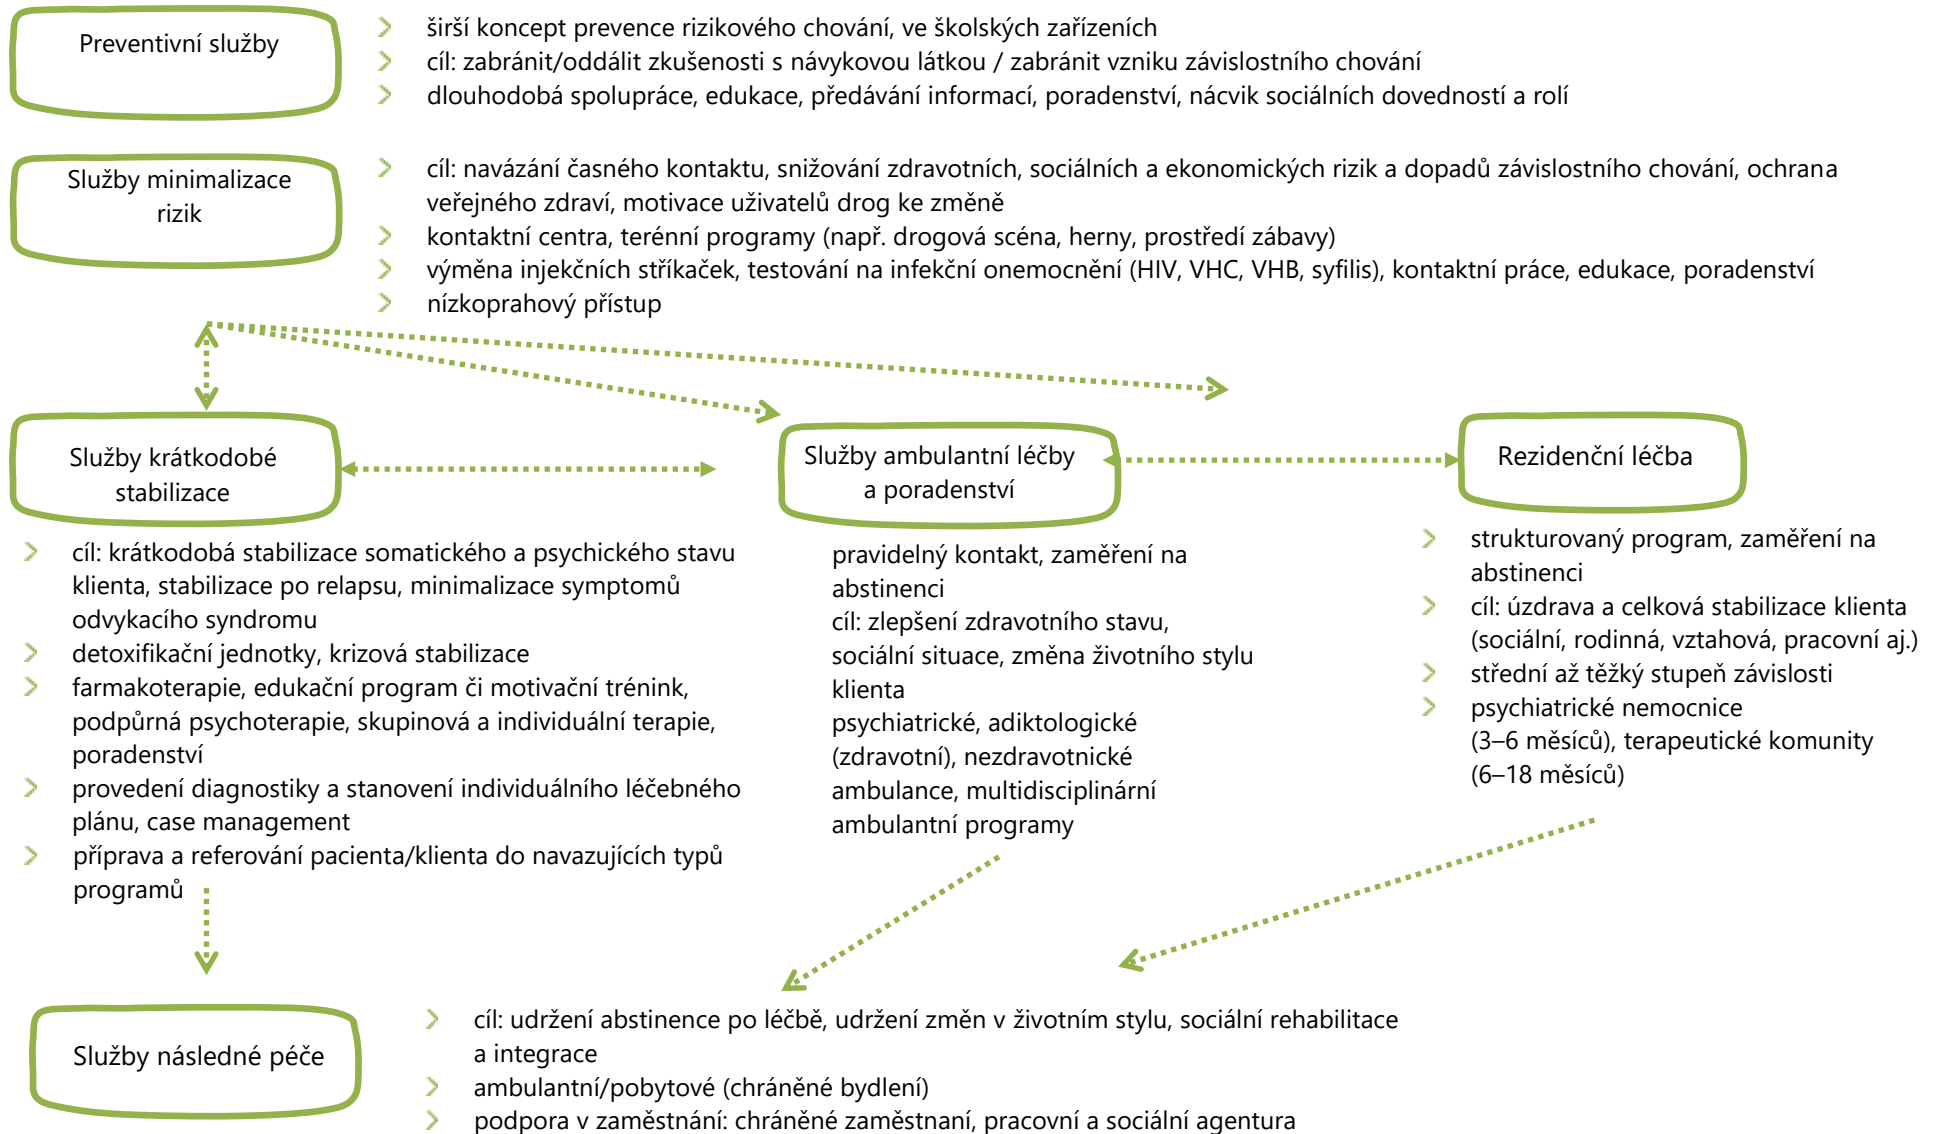 Preventivní služby
širší koncept prevence rizikového chování, ve školských zařízeních
cíl: zabránit/oddálit zkušenosti s návykovou látkou / zabránit vzniku závislostního chování
dlouhodobá spolupráce, edukace, předávání informací, poradenství, nácvik sociálních dovedností a rolí
Služby minimalizace
rizik
cíl: navázání časného kontaktu, snižování zdravotních, sociálních a ekonomických rizik a dopadů závislostního chování, ochrana
veřejného zdraví, motivace uživatelů drog ke změně
kontaktní centra, terénní programy (např. drogová scéna, herny, prostředí zábavy)
výměna injekčních stříkaček, testování na infekční onemocnění (HIV, VHC, VHB, syfilis), kontaktní práce, edukace, poradenství
nízkoprahový přístup
Služby krátkodobé
stabilizace
cíl: krátkodobá stabilizace somatického a psychického stavu
klienta, stabilizace po relapsu, minimalizace symptomů
odvykacího syndromu
detoxifikační jednotky, krizová stabilizace
farmakoterapie, edukační program či motivační trénink,
podpůrná psychoterapie, skupinová a individuální terapie,
poradenství
provedení diagnostiky a stanovení individuálního léčebného
plánu, case management
příprava a referování pacienta/klienta do navazujících typů
programů
Služby ambulantní léčby
a poradenství
pravidelný kontakt, zaměření na
abstinenci
cíl: zlepšení zdravotního stavu,
sociální situace, změna životního stylu
klienta
psychiatrické, adiktologické
(zdravotní), nezdravotnické
ambulance, multidisciplinární
ambulantní programy
Rezidenční léčba
strukturovaný program, zaměření na
abstinenci
cíl: úzdrava a celková stabilizace klienta
(sociální, rodinná, vztahová, pracovní aj.)
střední až těžký stupeň závislosti
psychiatrické nemocnice
(3–6 měsíců), terapeutické komunity
(6–18 měsíců)
Služby následné péče
cíl: udržení abstinence po léčbě, udržení změn v životním stylu, sociální rehabilitace
a integrace
ambulantní/pobytové (chráněné bydlení)
podpora v zaměstnání: chráněné zaměstnaní, pracovní a sociální agentura